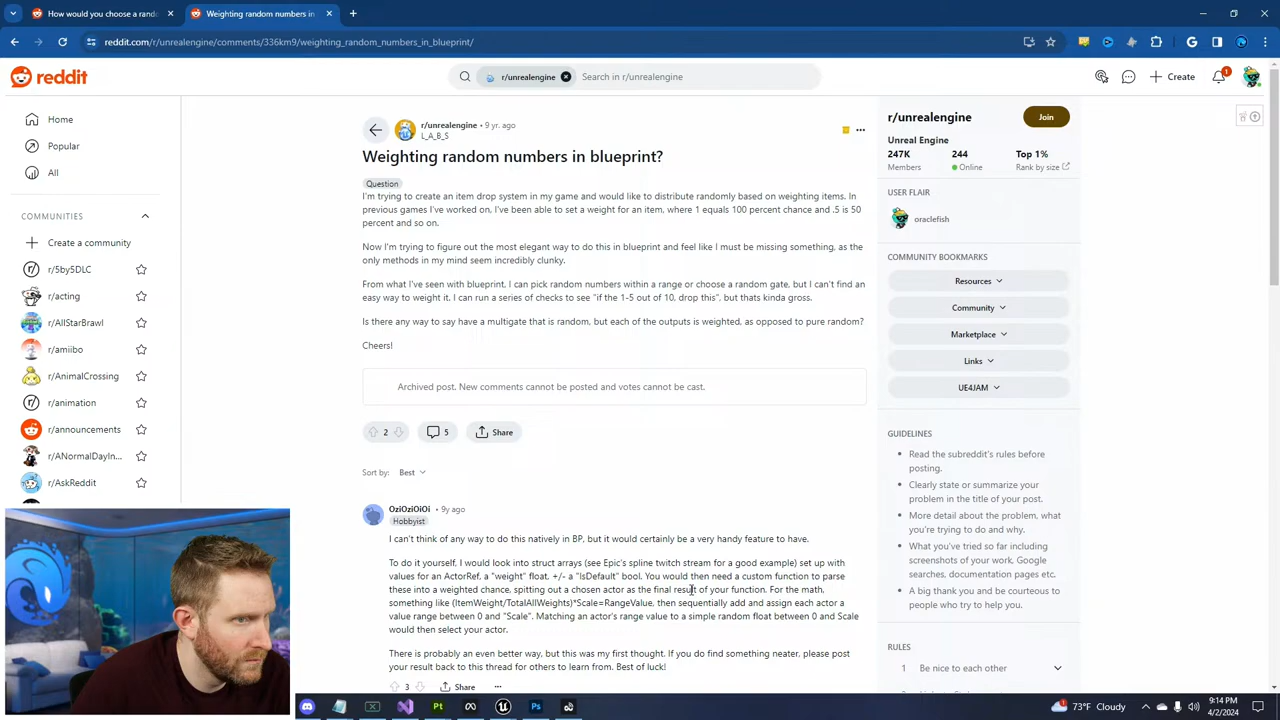 How would you choose a rand
Weighting random numbers in
reddit.com/r/unrealengine/comments/336km9/weighting_random_numbers_in_blueprint/
reddit
r/unrealengine
Search in r/unrealengine
Create
1
Home
Popular
All
COMMUNITIES
Create a community
r/5by5DLC
r/acting
r/AllStarBrawl
r/amiibo
r/AnimalCrossing
r/animation
r/announcements
r/ANormalDayIn...
r/AskReddit
r/unrealengine • 9 yr. ago
L_A_B_S
Weighting random numbers in blueprint?
Question
I'm trying to create an item drop system in my game and would like to distribute randomly based on weighting items. In
previous games I've worked on, I've been able to set a weight for an item, where 1 equals 100 percent chance and .5 is 50
percent and so on.
Now I'm trying to figure out the most elegant way to do this in blueprint and feel like I must be missing something, as the
only methods in my mind seem incredibly clunky.
From what I've seen with blueprint, I can pick random numbers within a range or choose a random gate, but I can't find an
easy way to weight it. I can run a series of checks to see "if the 1-5 out of 10, drop this", but thats kinda gross.
Is there any way to say have a multigate that is random, but each of the outputs is weighted, as opposed to pure random?
Cheers!
Archived post. New comments cannot be posted and votes cannot be cast.
2
5
Share
Sort by:
Best
OziOziOiOi • 9y ago
Hobbyist
I can't think of any way to do this natively in BP, but it would certainly be a very handy feature to have.
To do it yourself, I would look into struct arrays (see Epic's spline twitch stream for a good example) set up with
values for an ActorRef, a "weight" float, +/- a "IsDefault" bool. You would then need a custom function to parse
these into a weighted chance, spitting out a chosen actor as the final result of your function. For the math,
something like (ItemWeight/TotalAllWeights)*Scale=RangeValue, then sequentially add and assign each actor a
value range between 0 and "Scale". Matching an actor's range value to a simple random float between 0 and Scale
would then select your actor.
There is probably an even better way, but this was my first thought. If you do find something neater, please post
your result back to this thread for others to learn from. Best of luck!
3
Share
r/unrealengine
Join
Unreal Engine
247K
244
Top 1%
Members
Online
Rank by size
USER FLAIR
oraclefish
COMMUNITY BOOKMARKS
Resources
Community
Marketplace
Links
UE4JAM
GUIDELINES
Read the subreddit's rules before
posting.
Clearly state or summarize your
problem in the title of your post.
More detail about the problem, what
you're trying to do and why.
What you've tried so far including
screenshots of your Blueprints/code,
Google searches, documentation pages etc.
A big thank you and be courteous to
people who try to help you.
RULES
1 Be nice to each other
1
73°F Cloudy
9:14 PM
4/2/2024